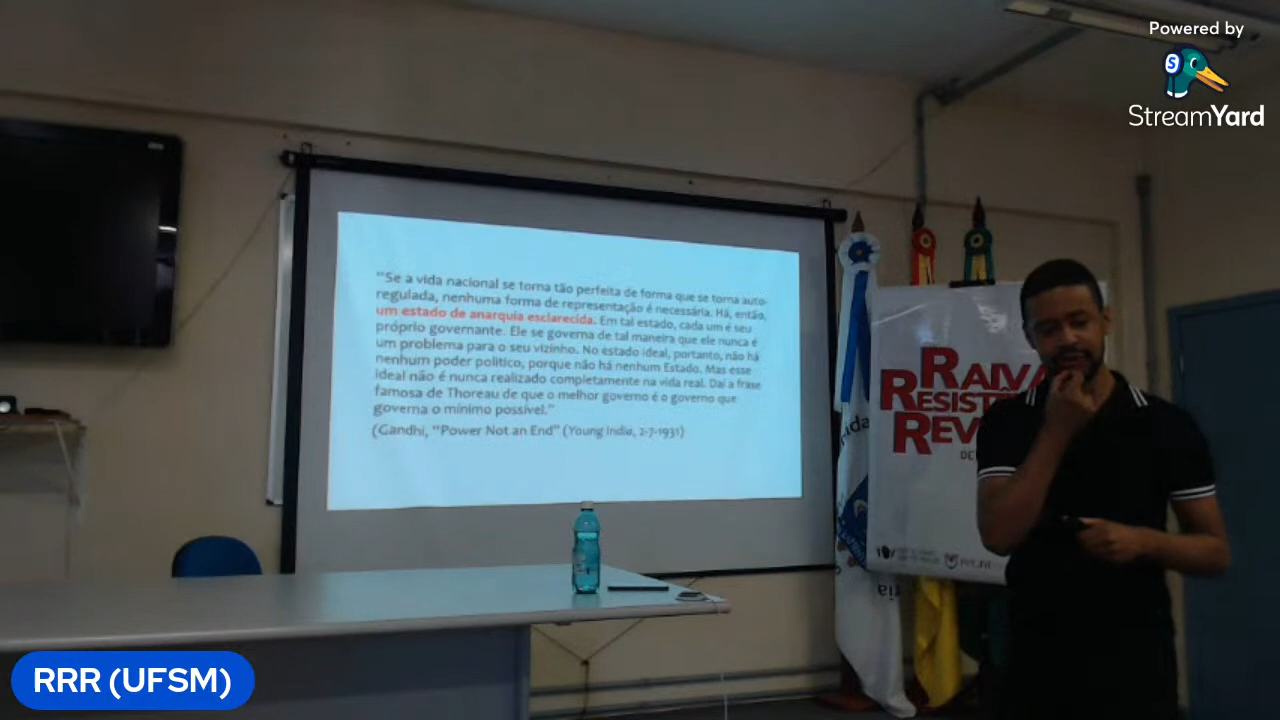 Powered by
StreamYard
“Se a vida nacional se torna tão perfeita de forma que se torna auto-
regulada, nenhuma forma de representação é necessária. Há, então,
um estado de anarquia esclarecida. Em tal estado, cada um é seu
próprio governante. Ele se governa de tal maneira que ele nunca é
um problema para o seu vizinho. No estado ideal, portanto, não há
nenhum poder político, porque não há nenhum Estado. Mas esse
ideal não é nunca realizado completamente na vida real. Daí a frase
famosa de Thoreau de que o melhor governo é o governo que
governa o mínimo possível.”
(Gandhi, “Power Not an End” (Young India, 2-7-1931)
RAIVA
RESIST
REV
RRR (UFSM)